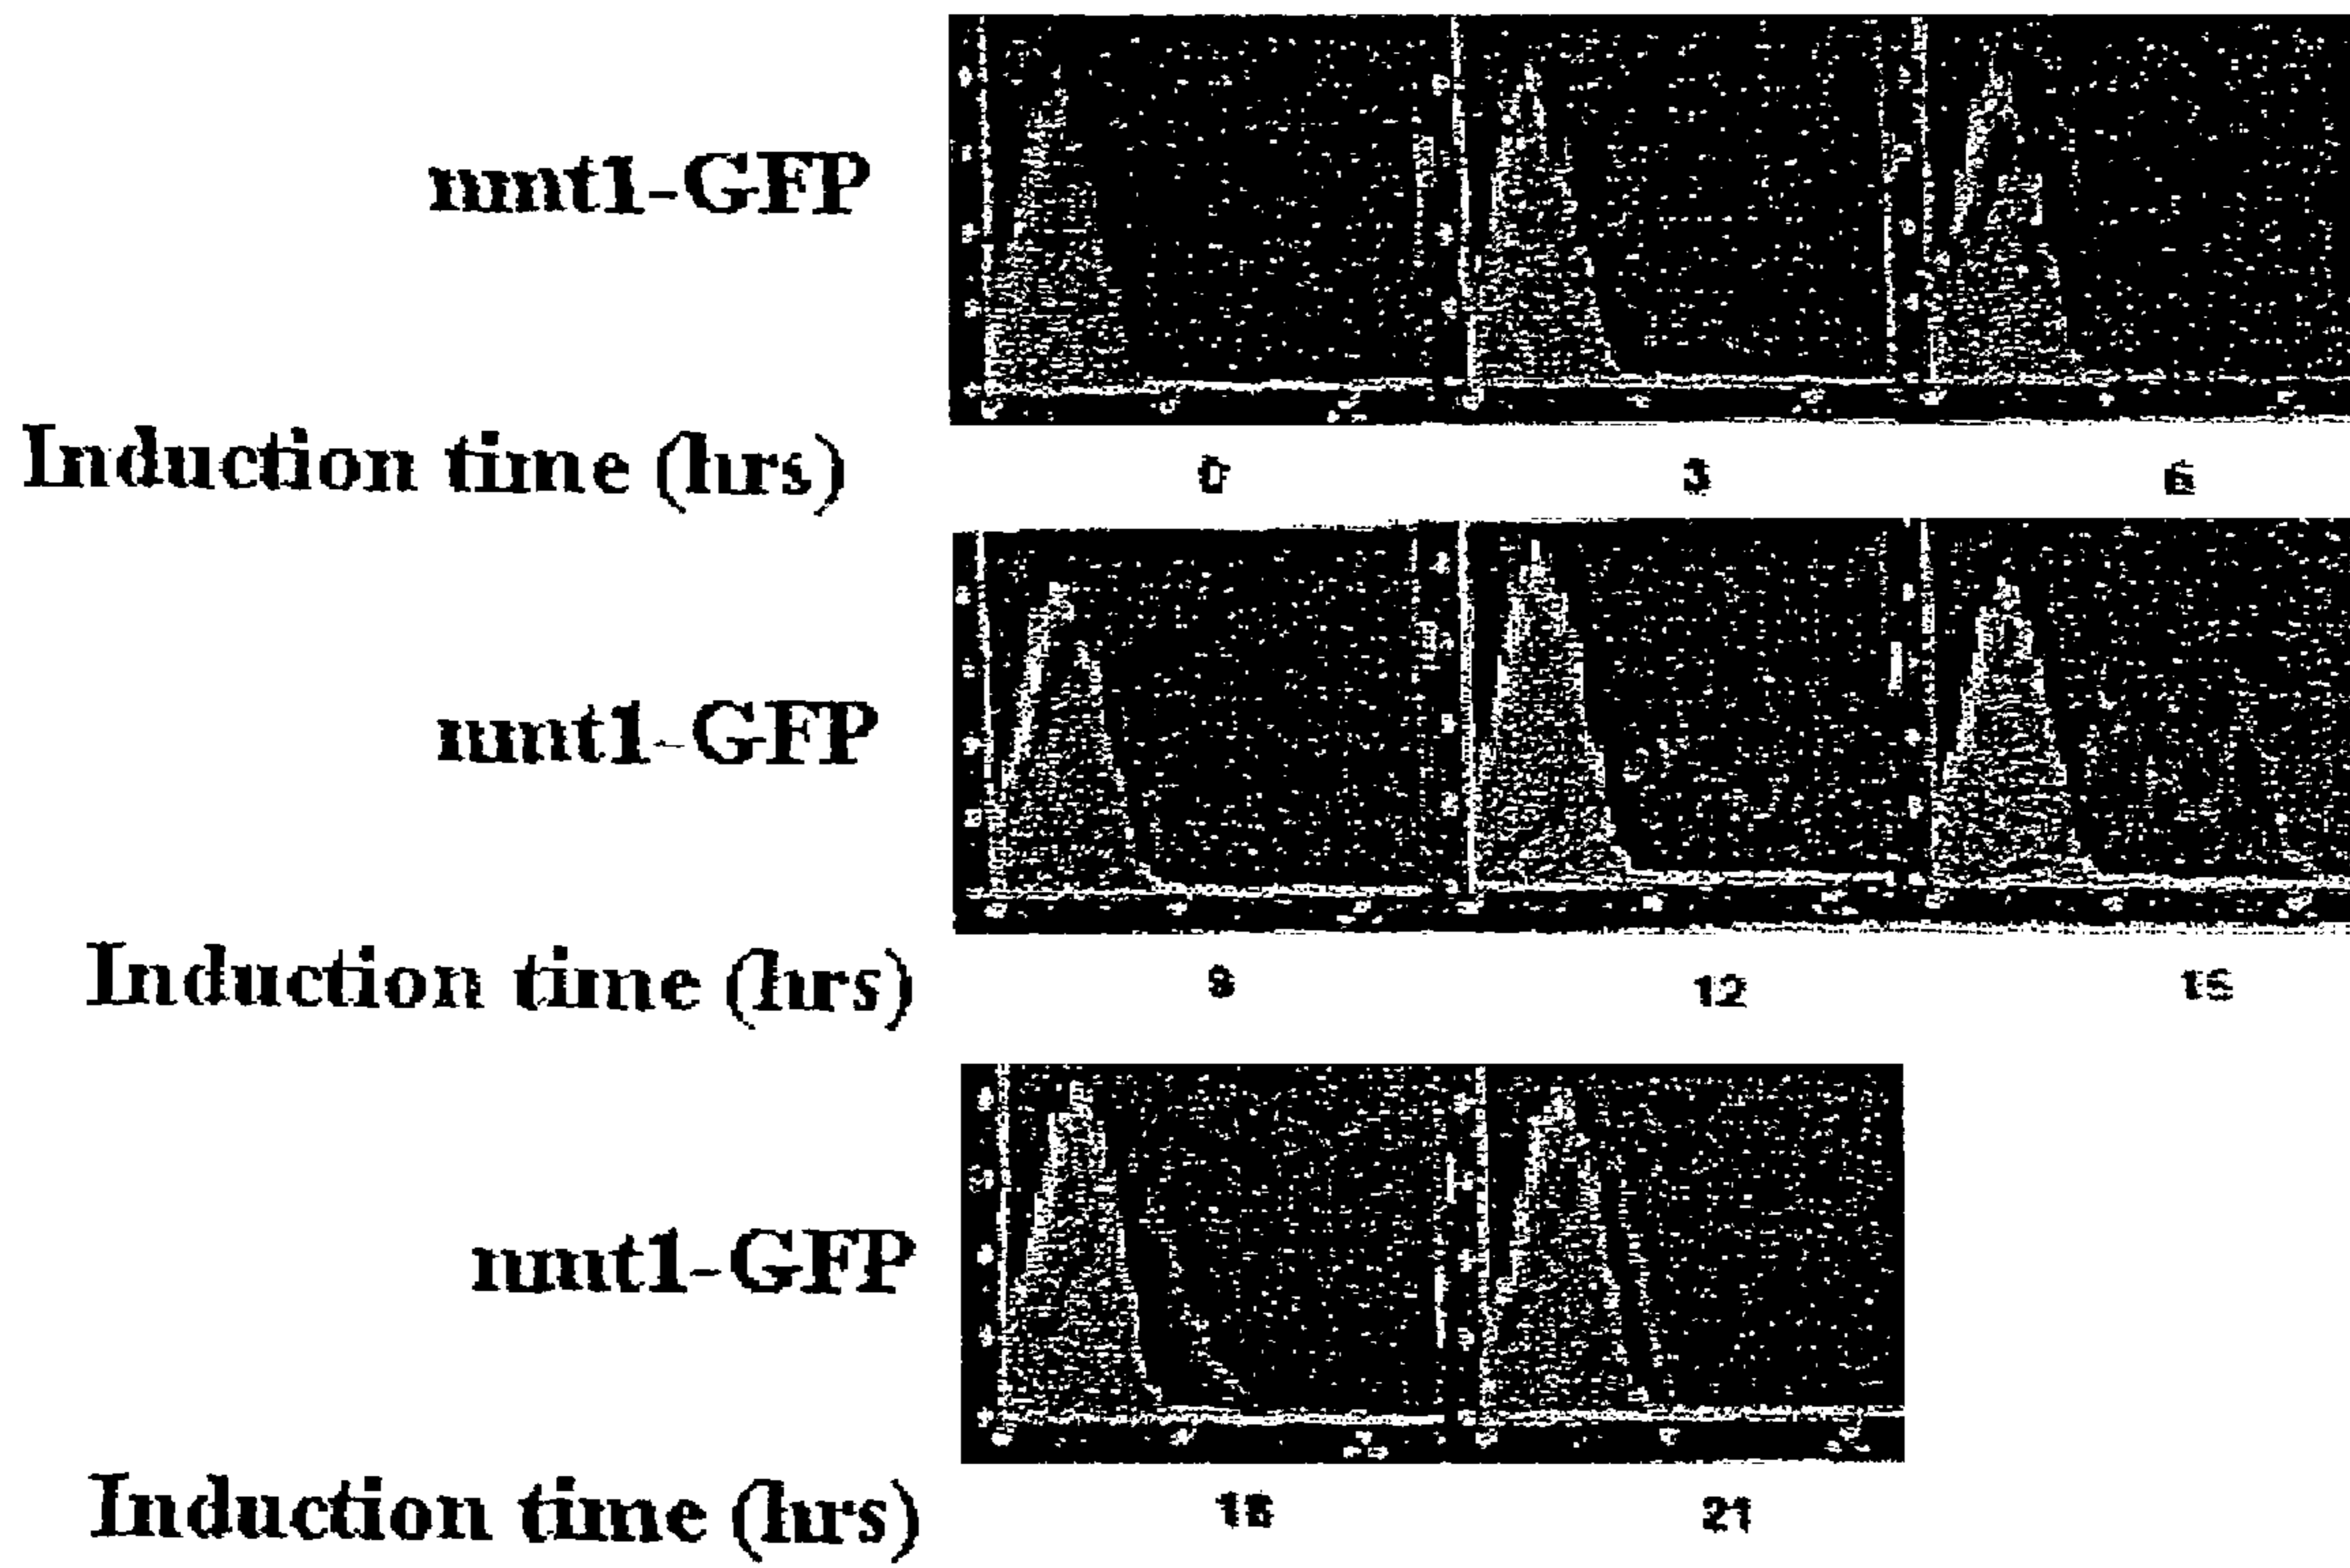 nmt1-GFP
Induction time (hrs)
0 3 6
nmt1-GFP
Induction time (hrs)
9 12 15
nmt1-GFP
Induction time (hrs)
18 21